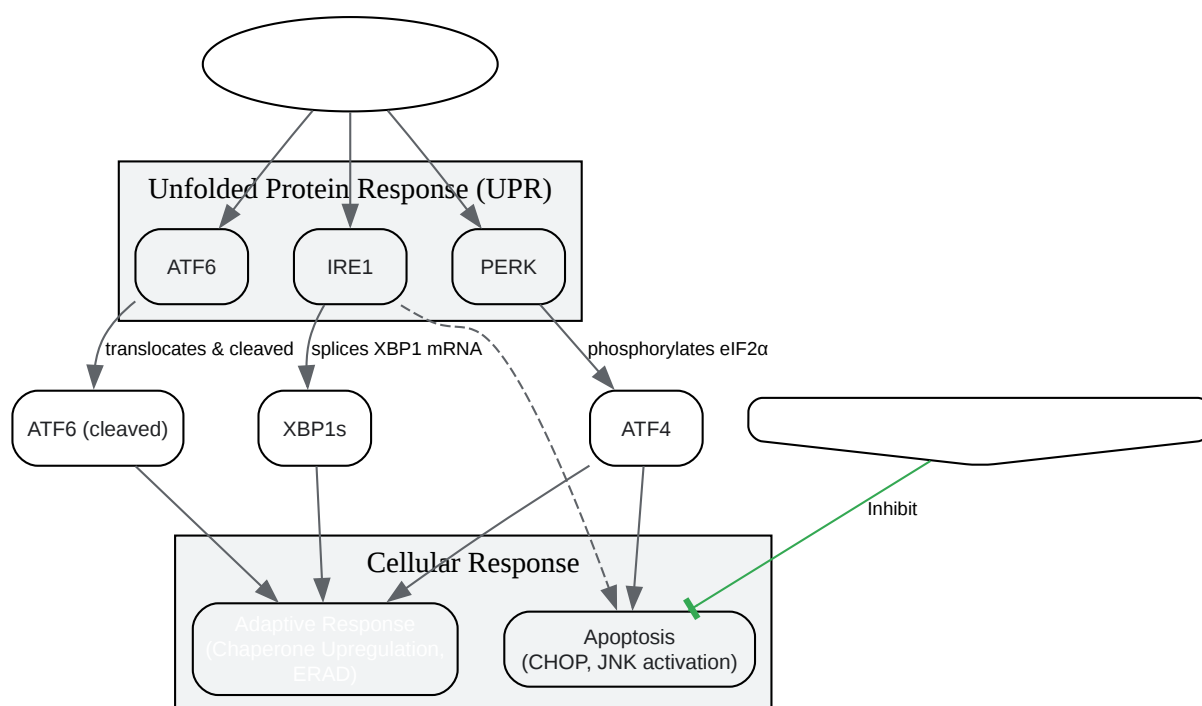 Unfolded Protein Response (UPR)
ATF6
IRE1
PERK
translocates & cleaved
splices XBP1 mRNA
phosphorylates eIF2α
ATF6 (cleaved)
XBP1s
ATF4
Inhibit
Cellular Response
Adaptive Response
(Chaperone Upregulation,
ERAD)
Apoptosis
(CHOP, JNK activation)